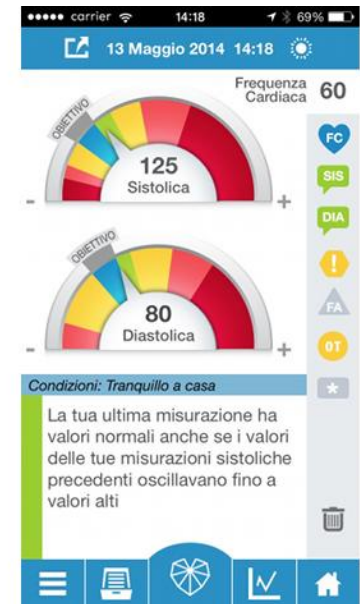 carrier 14:18 69%
13 Maggio 2014 14:18
Frequenza
Cardiaca 60
OBIETTIVO
125
Sistolica
- +
FC
SIS
DIA
!
FA
OT
OBIETTIVO
80
Diastolica
- +
Condizioni: Tranquillo a casa
La tua ultima misurazione ha
valori normali anche se i valori
delle tue misurazioni sistoliche
precedenti oscillavano fino a
valori alti